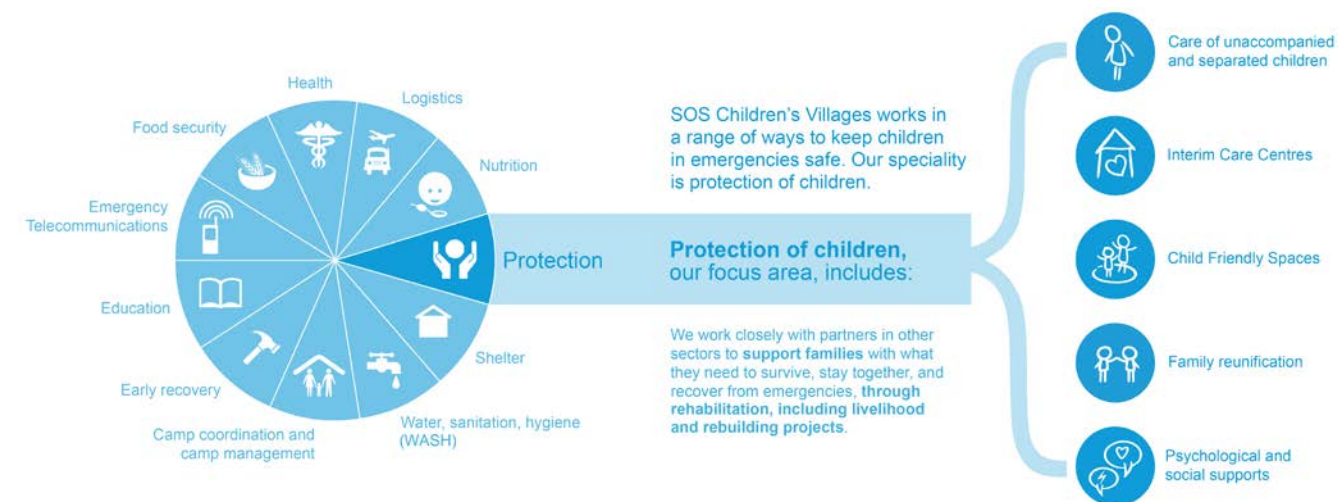 Health
Logistics
Food security
Nutrition
Emergency
Telecommunications
Protection
Education
Shelter
Early recovery
Water, sanitation, hygiene
(WASH)
Camp coordination and
camp management
SOS Children's Villages works in
a range of ways to keep children
in emergencies safe. Our speciality
is protection of children.
Protection of children,
our focus area, includes:
We work closely with partners in other
sectors to support families with what
they need to survive, stay together, and
recover from emergencies, through
rehabilitation, including livelihood
and rebuilding projects.
Care of unaccompanied
and separated children
Interim Care Centres
Child Friendly Spaces
Family reunification
Psychological and
social supports